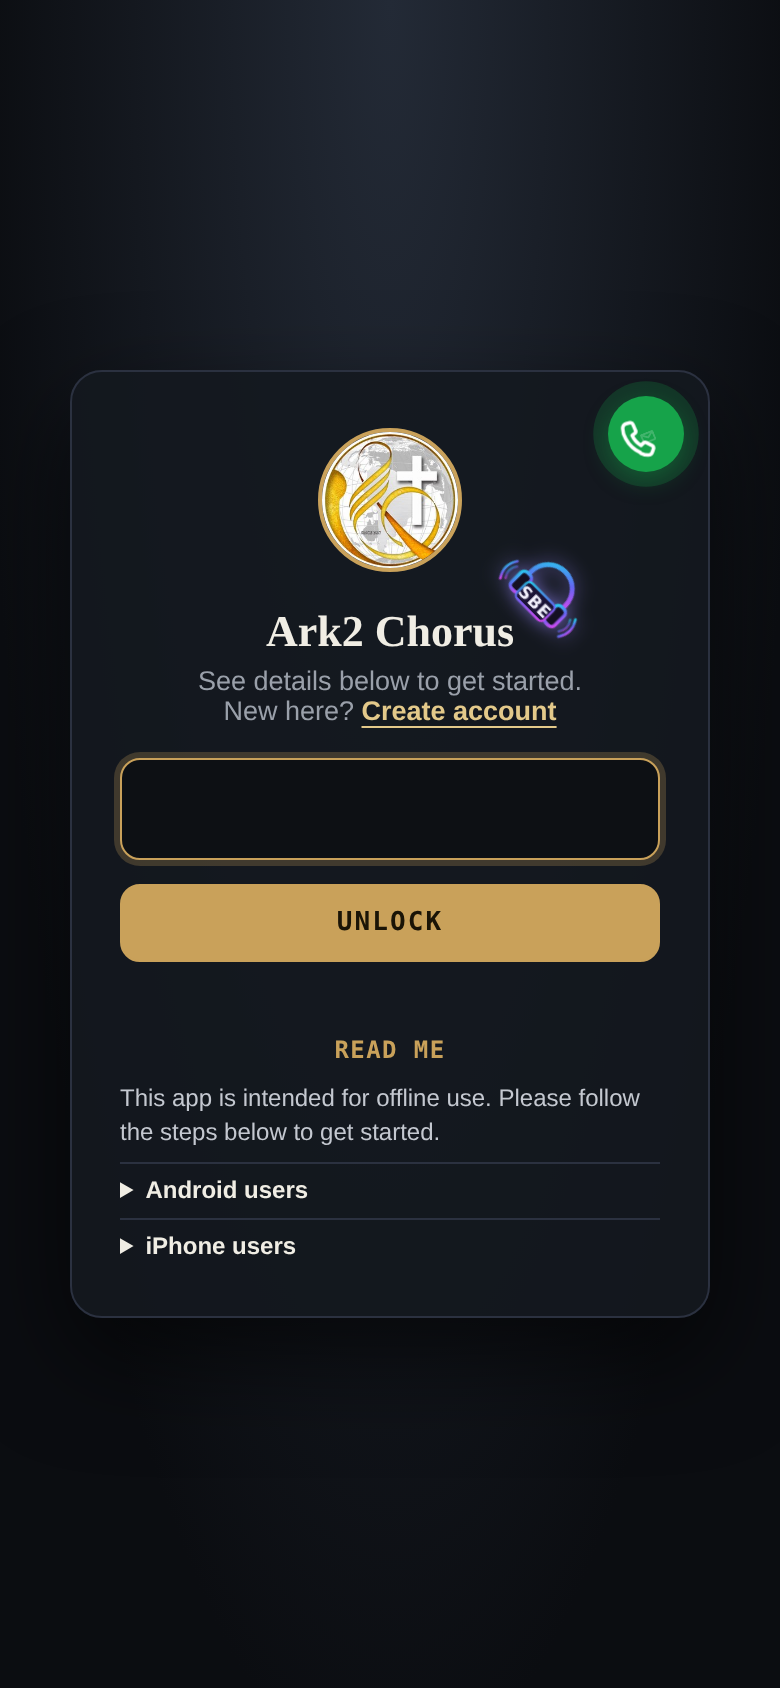 SBE
Ark2 Chorus
See details below to get started.
New here? Create account
UNLOCK
READ ME
This app is intended for offline use. Please follow
the steps below to get started.
Android users
iPhone users